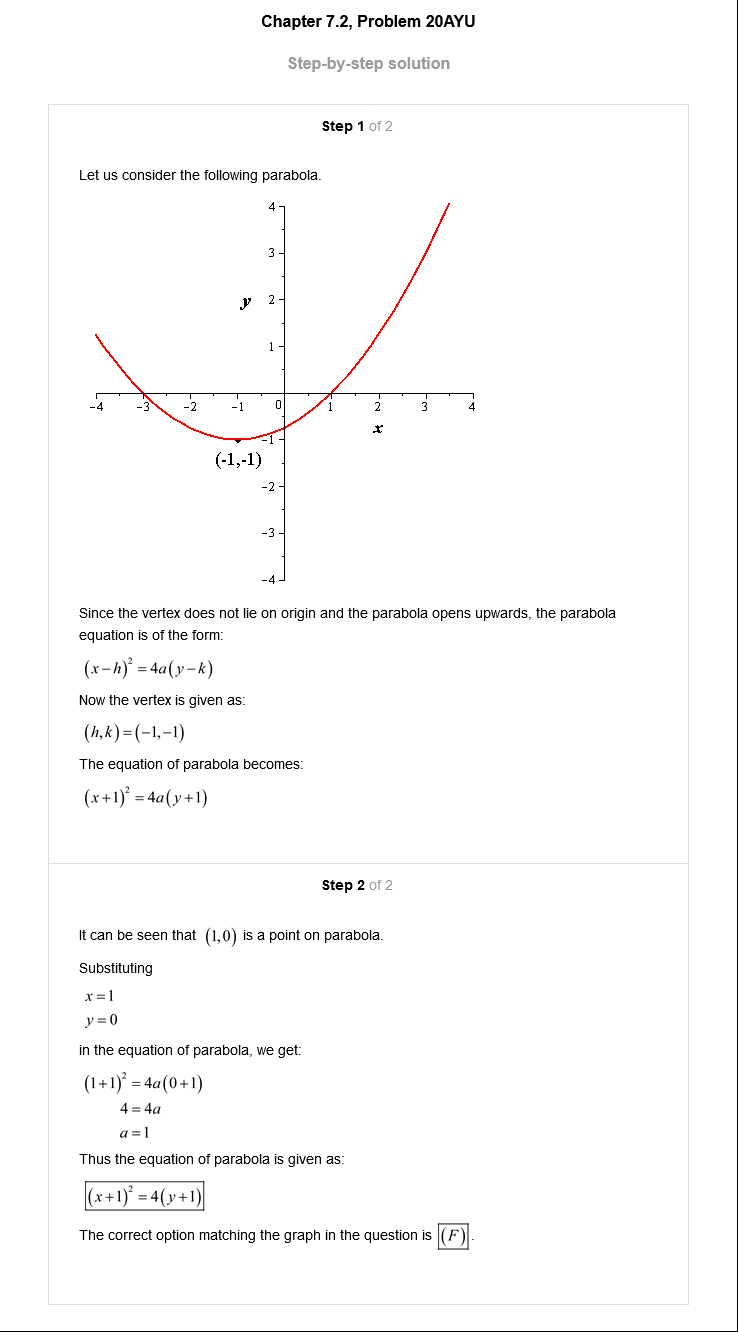 Chapter 7.2, Problem 20AYU
Step-by-step solution
Step 1 of 2
Let us consider the following parabola.
4
3
y 2
1
-4 -3 -2 -1 0 1 2 3 4
x
-1
(-1,-1)
-2
-3
-4
Since the vertex does not lie on origin and the parabola opens upwards, the parabola
equation is of the form:
(x−h)² = 4a(y−k)
Now the vertex is given as:
(h,k)=(−1,−1)
The equation of parabola becomes:
(x+1)² = 4a(y+1)
Step 2 of 2
It can be seen that (1,0) is a point on parabola.
Substituting
x=1
y=0
in the equation of parabola, we get:
(1+1)² = 4a(0+1)
4=4a
a=1
Thus the equation of parabola is given as:
(x+1)² = 4(y+1)
The correct option matching the graph in the question is (F).